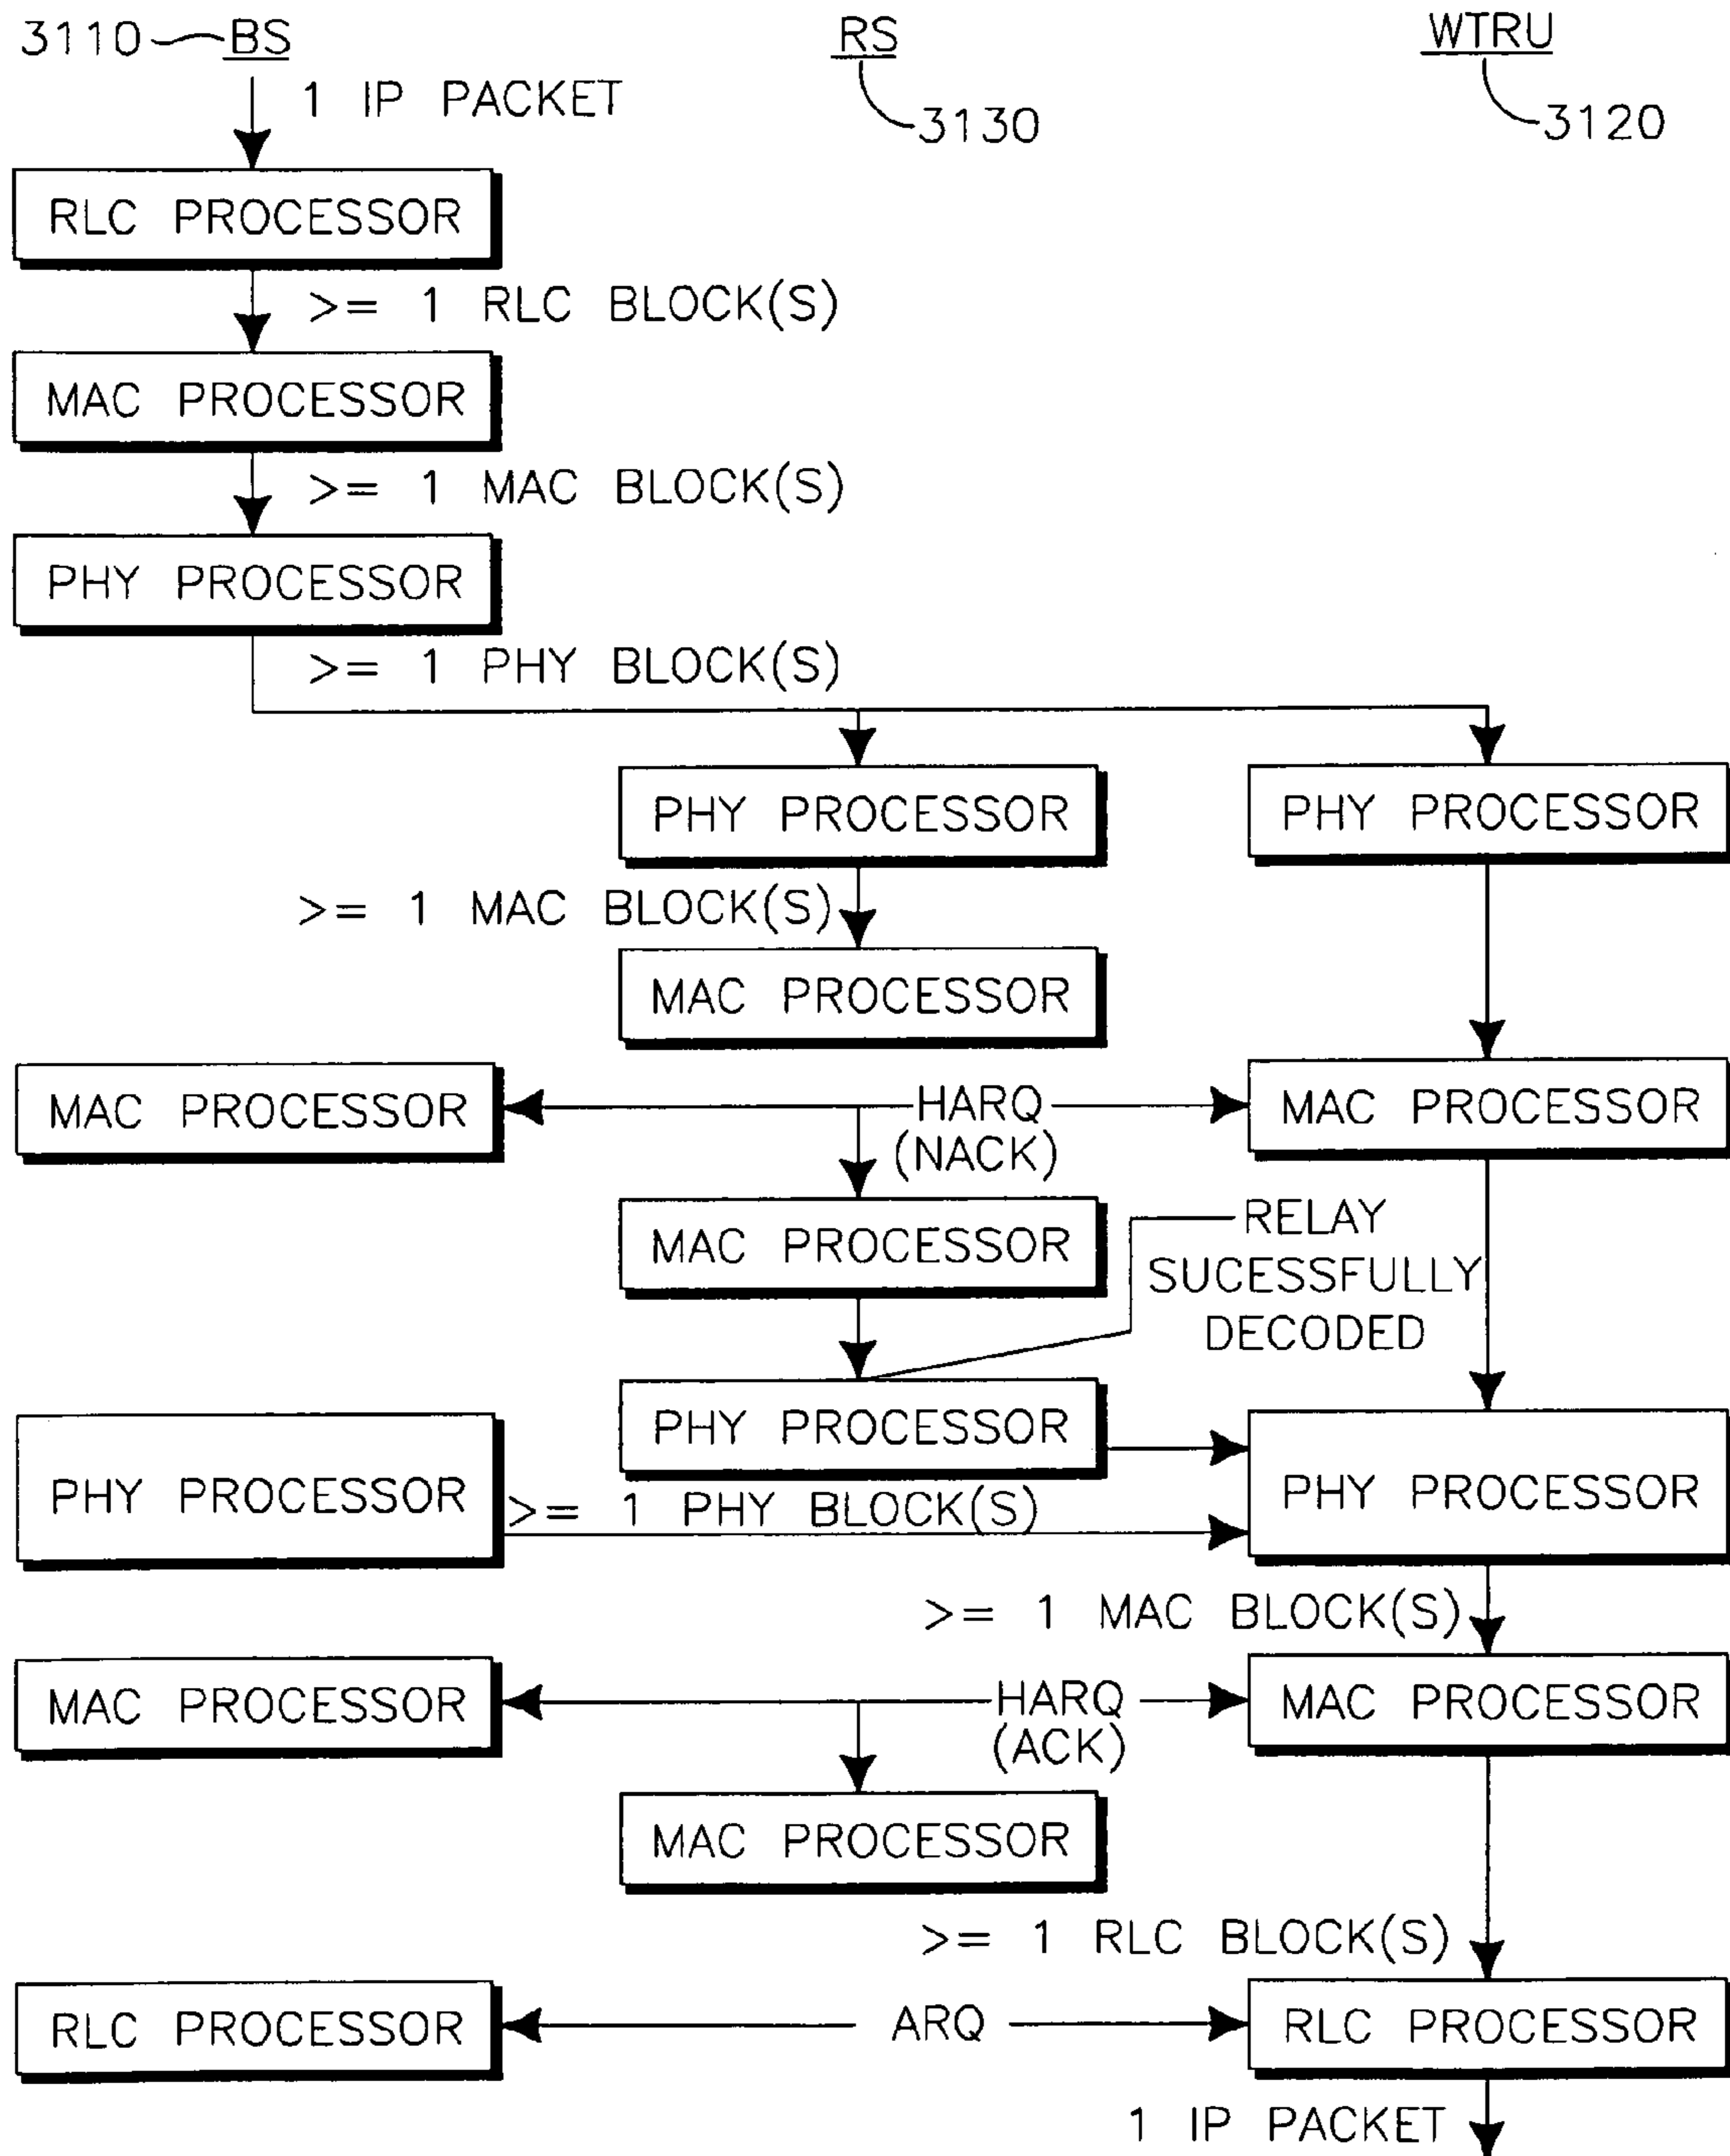 3110 BS
RS
3130
WTRU
3120
1 IP PACKET
RLC PROCESSOR
>= 1 RLC BLOCK(S)
MAC PROCESSOR
>= 1 MAC BLOCK(S)
PHY PROCESSOR
>= 1 PHY BLOCK(S)
PHY PROCESSOR
PHY PROCESSOR
>= 1 MAC BLOCK(S)
MAC PROCESSOR
MAC PROCESSOR
HARQ
(NACK)
MAC PROCESSOR
MAC PROCESSOR
RELAY
SUCESSFULLY
DECODED
PHY PROCESSOR
PHY PROCESSOR
>= 1 PHY BLOCK(S)
PHY PROCESSOR
>= 1 MAC BLOCK(S)
MAC PROCESSOR
HARQ
(ACK)
MAC PROCESSOR
MAC PROCESSOR
>= 1 RLC BLOCK(S)
RLC PROCESSOR
ARQ
RLC PROCESSOR
1 IP PACKET